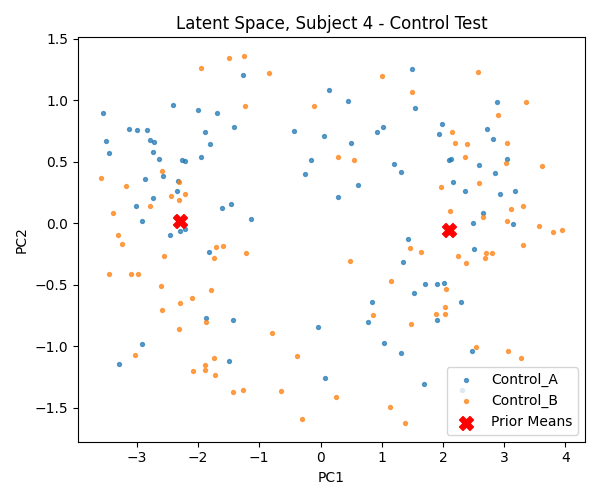 Latent Space, Subject 4 - Control Test
1.5
1.0
0.5
0.0
−0.5
−1.0
−1.5
PC2
−3
−2
−1
0
1
2
3
4
PC1
Control_A
Control_B
Prior Means